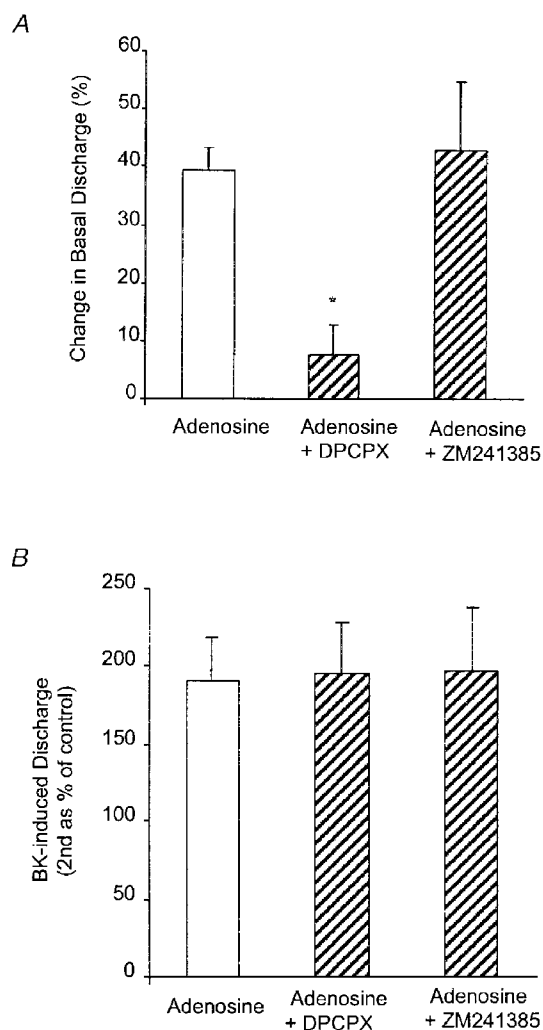 A
Change in Basal Discharge (%)
60
50
40
30
20
10
0
*
Adenosine
Adenosine
+ DPCPX
Adenosine
+ ZM241385
B
BK-induced Discharge
(2nd as % of control)
250
200
150
100
50
0
Adenosine
Adenosine
+ DPCPX
Adenosine
+ ZM241385